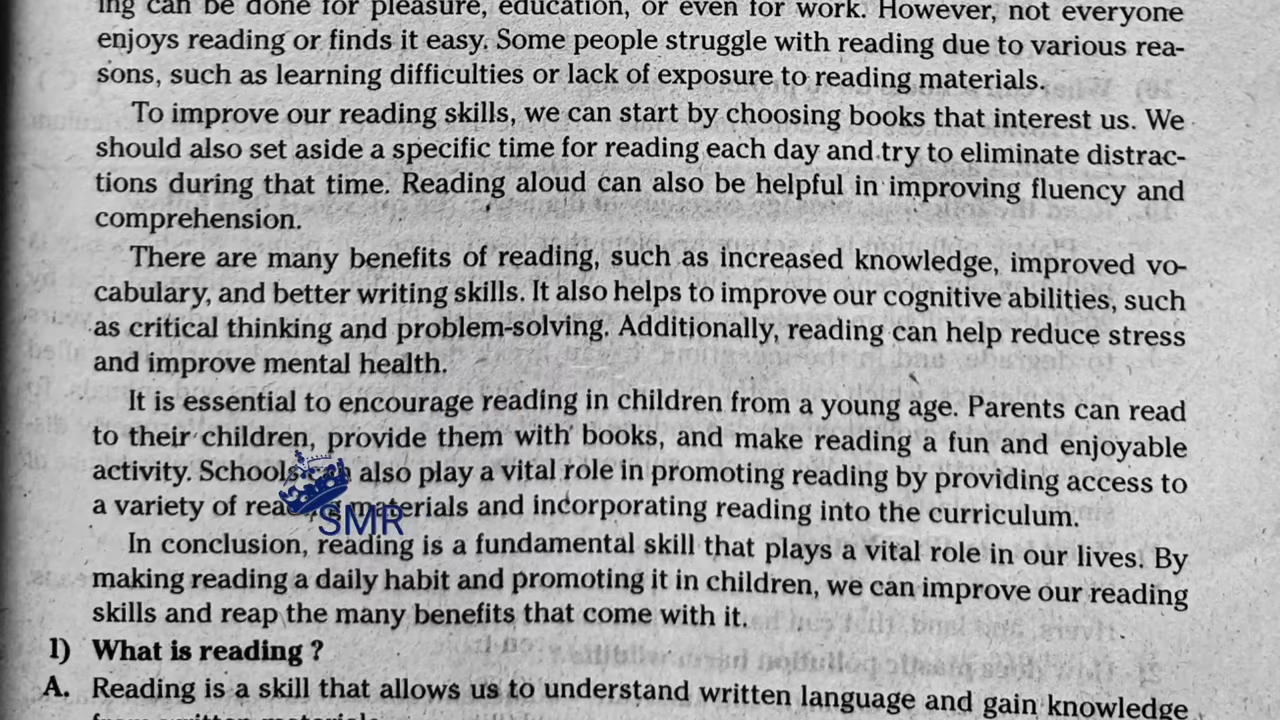 ing can be done for pleasure, education, or even for work. However, not everyone
enjoys reading or finds it easy. Some people struggle with reading due to various rea-
sons, such as learning difficulties or lack of exposure to reading materials.
To improve our reading skills, we can start by choosing books that interest us. We
should also set aside a specific time for reading each day and try to eliminate distrac-
tions during that time. Reading aloud can also be helpful in improving fluency and
comprehension.
There are many benefits of reading, such as increased knowledge, improved vo-
cabulary, and better writing skills. It also helps to improve our cognitive abilities, such
as critical thinking and problem-solving. Additionally, reading can help reduce stress
and improve mental health.
It is essential to encourage reading in children from a young age. Parents can read
to their children, provide them with books, and make reading a fun and enjoyable
activity. Schools can also play a vital role in promoting reading by providing access to
a variety of reading materials and incorporating reading into the curriculum.
SMR
In conclusion, reading is a fundamental skill that plays a vital role in our lives. By
making reading a daily habit and promoting it in children, we can improve our reading
skills and reap the many benefits that come with it.
1) What is reading ?
A. Reading is a skill that allows us to understand written language and gain knowledge
from written materials.